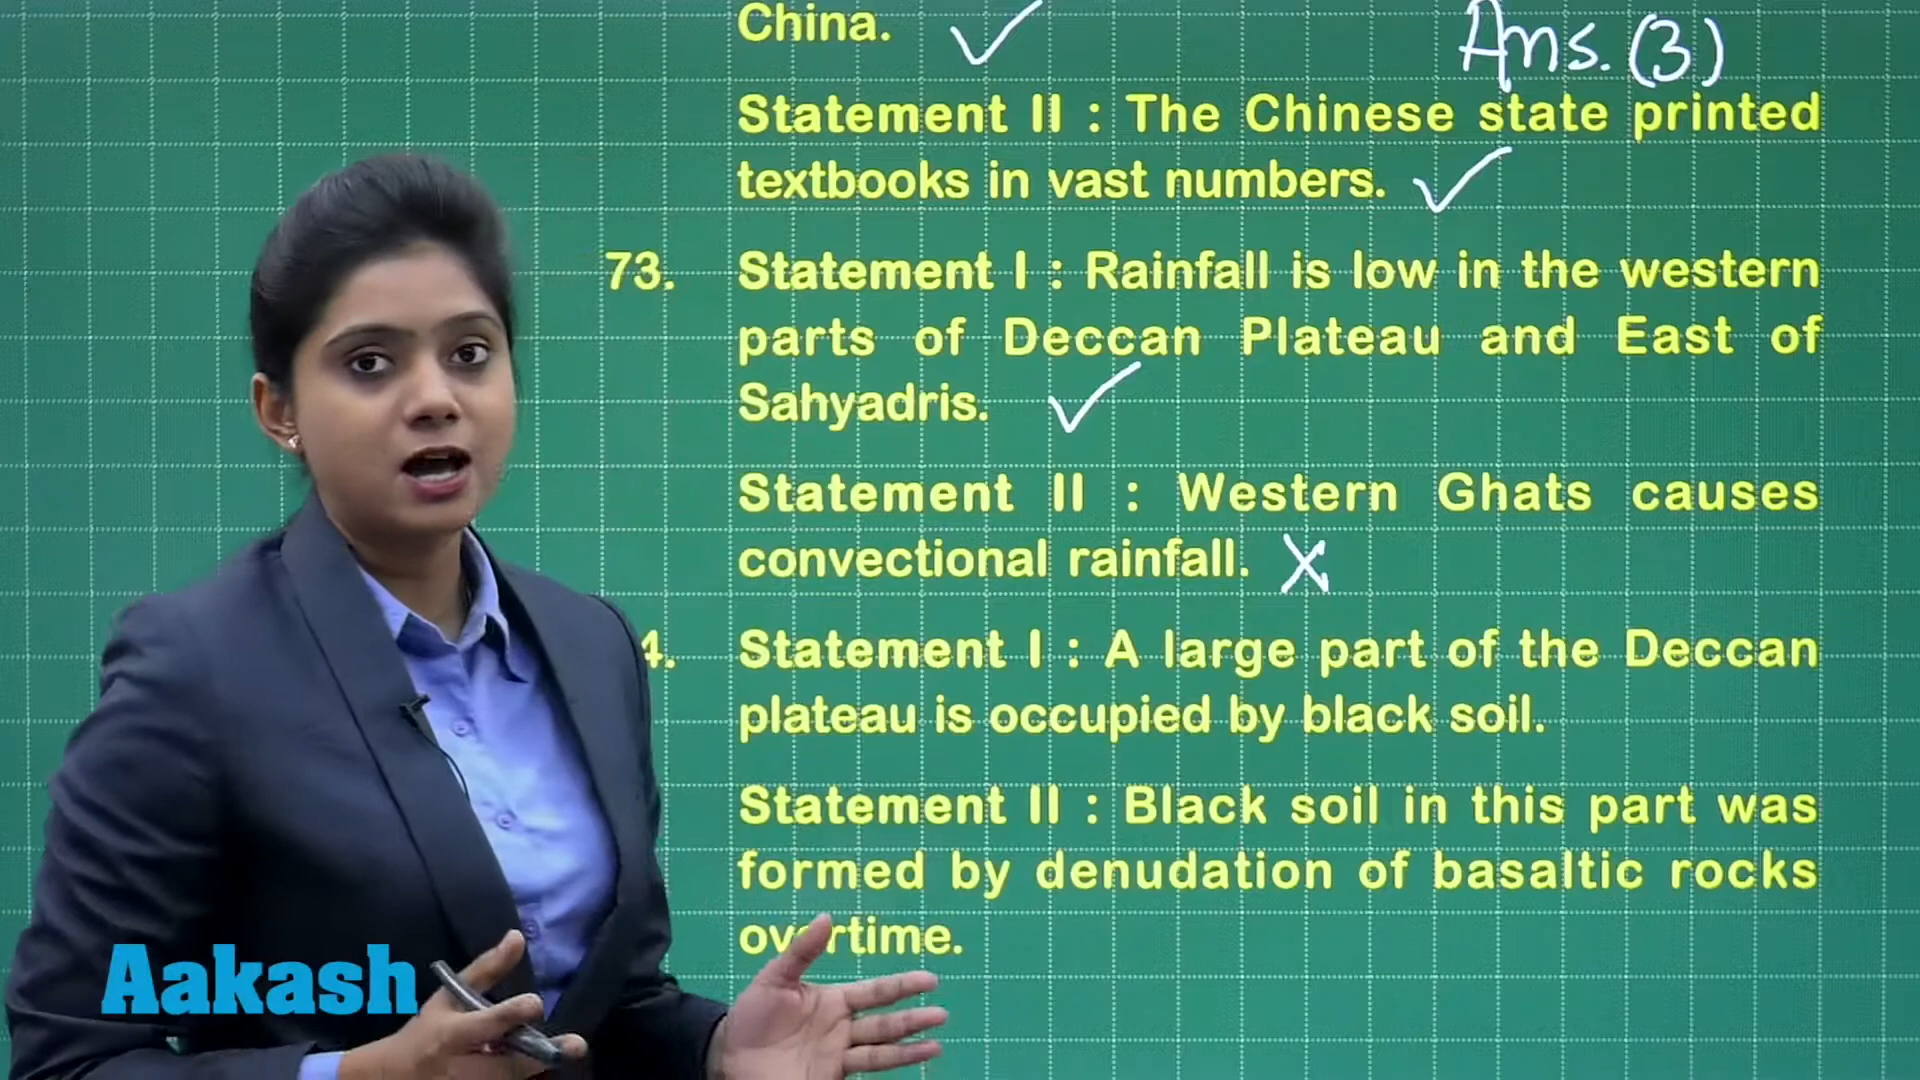 China.
Ans. (3)
Statement II : The Chinese state printed
textbooks in vast numbers.
73. Statement I : Rainfall is low in the western
parts of Deccan Plateau and East of
Sahyadris.
Statement II : Western Ghats causes
convectional rainfall. X
4. Statement I : A large part of the Deccan
plateau is occupied by black soil.
Statement II : Black soil in this part was
formed by denudation of basaltic rocks
overtime.
Aakash